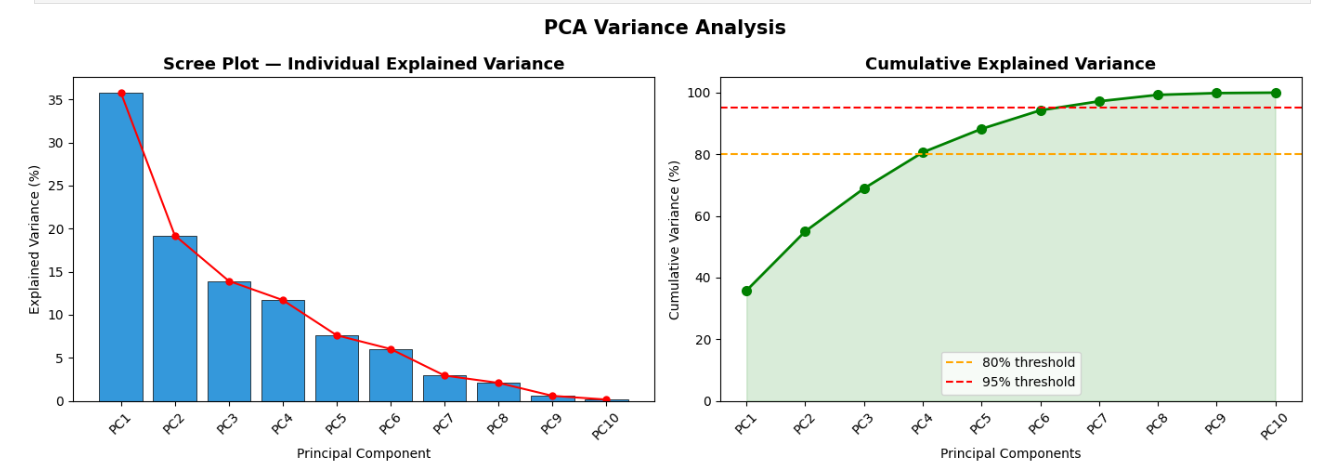 PCA Variance Analysis
Scree Plot — Individual Explained Variance
Explained Variance (%)
35
30
25
20
15
10
5
0
PC1 PC2 PC3 PC4 PC5 PC6 PC7 PC8 PC9 PC10
Principal Component
Cumulative Explained Variance
Cumulative Variance (%)
100
80
60
40
20
0
80% threshold
95% threshold
PC1 PC2 PC3 PC4 PC5 PC6 PC7 PC8 PC9 PC10
Principal Components